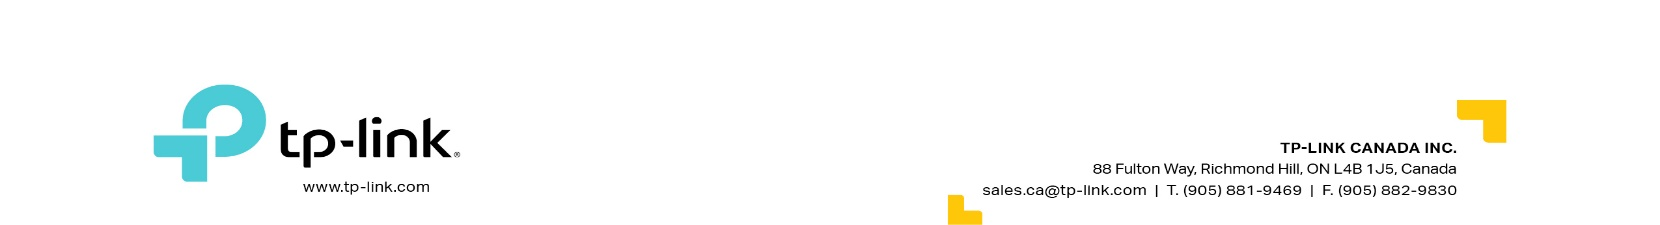 tp-link®
www.tp-link.com
TP-LINK CANADA INC.
88 Fulton Way, Richmond Hill, ON L4B 1J5, Canada
sales.ca@tp-link.com | T. (905) 881-9469 | F. (905) 882-9830